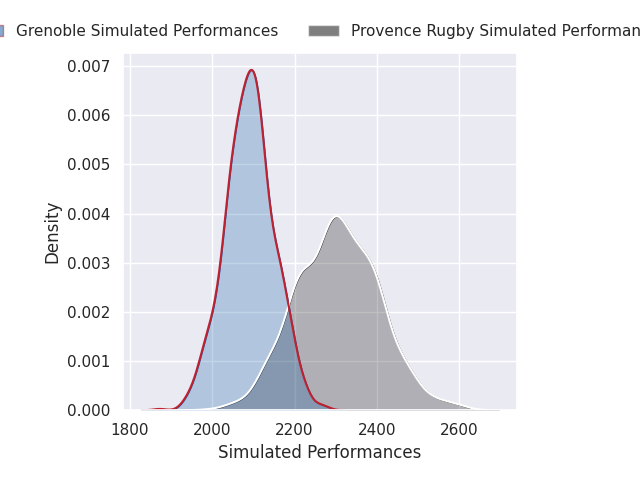 Grenoble Simulated Performances
Provence Rugby Simulated Performan
0.007
0.006
0.005
0.004
0.003
0.002
0.001
0.000
Density
1800 2000 2200 2400 2600
Simulated Performances